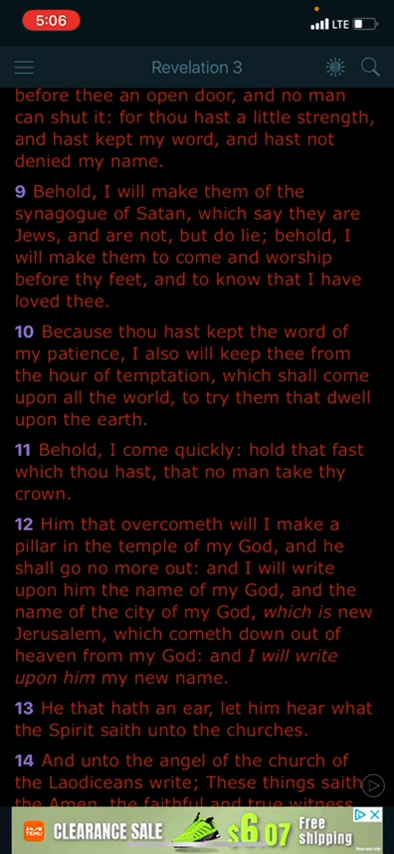 5:06
LTE
Revelation 3
before thee an open door, and no man
can shut it: for thou hast a little strength,
and hast kept my word, and hast not
denied my name.
9 Behold, I will make them of the
synagogue of Satan, which say they are
Jews, and are not, but do lie; behold, I
will make them to come and worship
before thy feet, and to know that I have
loved thee.
10 Because thou hast kept the word of
my patience, I also will keep thee from
the hour of temptation, which shall come
upon all the world, to try them that dwell
upon the earth.
11 Behold, I come quickly: hold that fast
which thou hast, that no man take thy
crown.
12 Him that overcometh will I make a
pillar in the temple of my God, and he
shall go no more out: and I will write
upon him the name of my God, and the
name of the city of my God, which is new
Jerusalem, which cometh down out of
heaven from my God: and I will write
upon him my new name.
13 He that hath an ear, let him hear what
the Spirit saith unto the churches.
14 And unto the angel of the church of
the Laodiceans write; These things saith
the Amen, the faithful and true witness
TEMU
CLEARANCE SALE
$6.07
Free
shipping